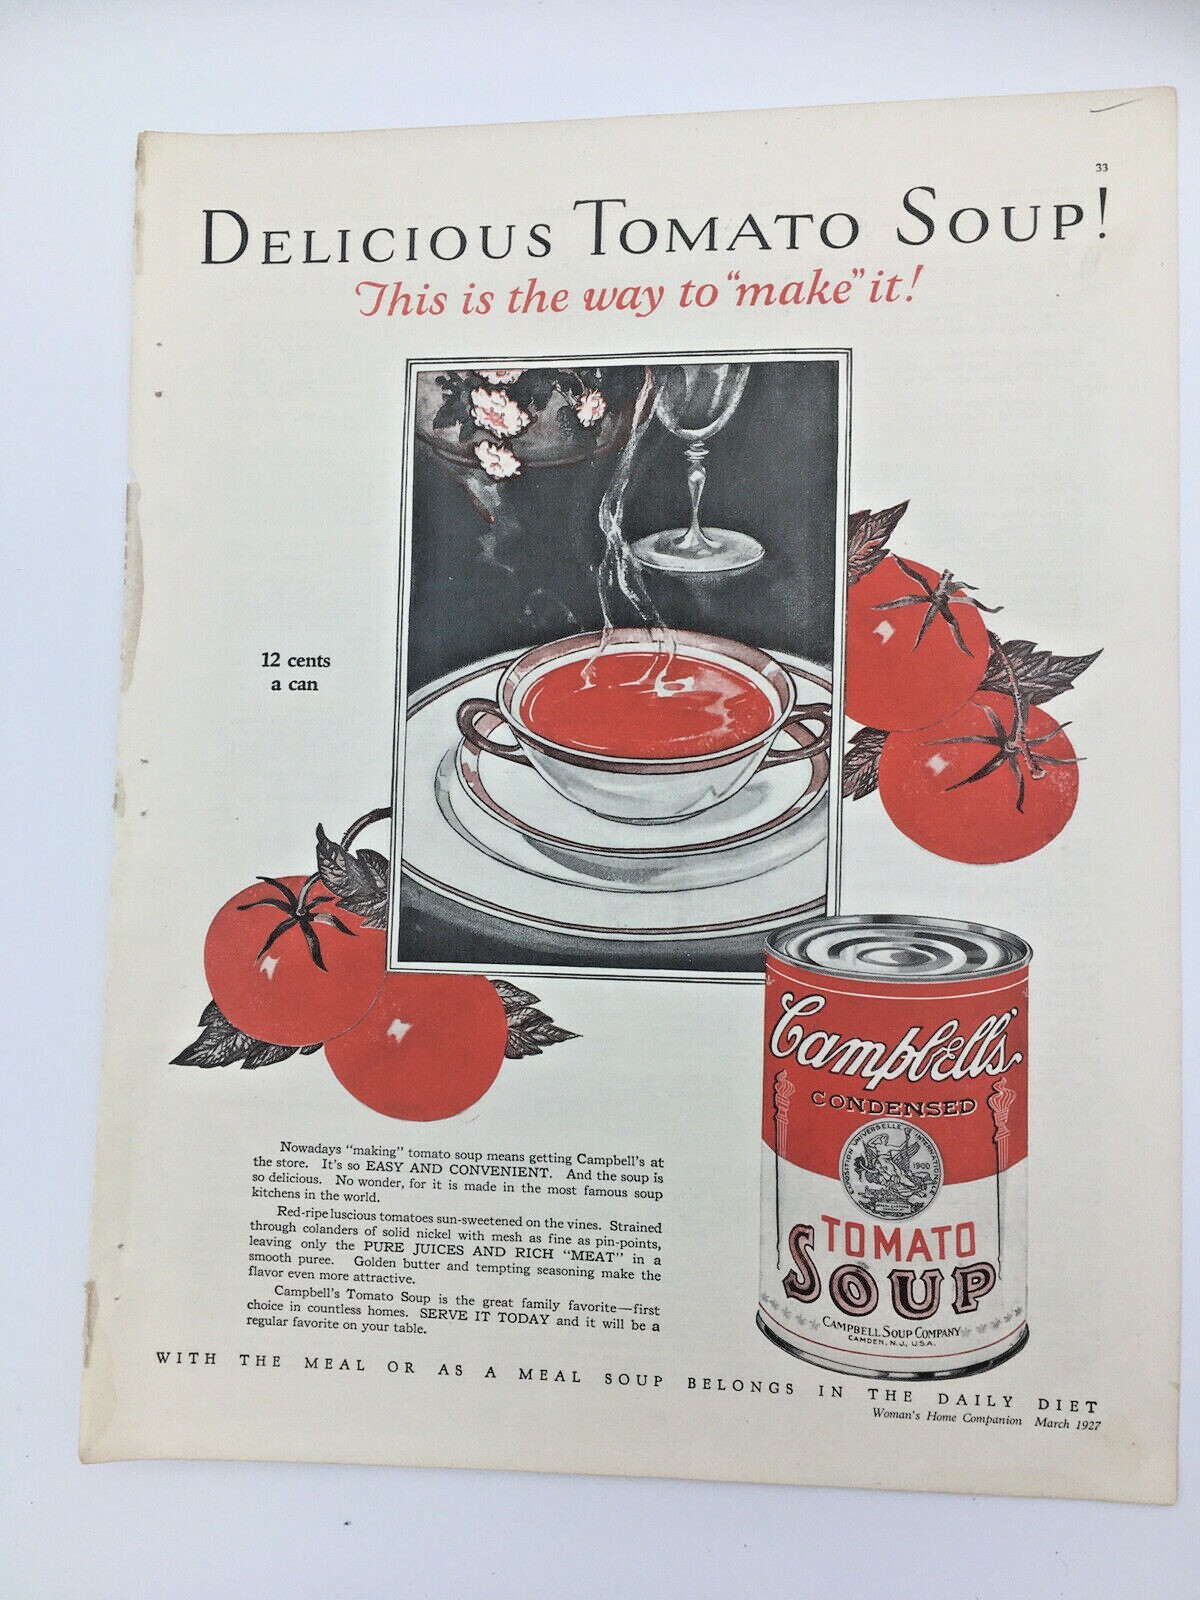 33
DELICIOUS TOMATO SOUP!
This is the way to "make" it!
12 cents
a can
Campbell's
CONDENSED
EXPOSITION UNIVERSELLE INTERNATIONALE
1900
TOMATO
SOUP
CAMPBELL SOUP COMPANY
CAMDEN, N.J., U.S.A.
Nowadays "making" tomato soup means getting Campbell's at
the store. It's so EASY AND CONVENIENT. And the soup is
so delicious. No wonder, for it is made in the most famous soup
kitchens in the world.
Red-ripe luscious tomatoes sun-sweetened on the vines. Strained
through colanders of solid nickel with mesh as fine as pin-points,
leaving only the PURE JUICES AND RICH "MEAT" in a
smooth puree. Golden butter and tempting seasoning make the
flavor even more attractive.
Campbell's Tomato Soup is the great family favorite—first
choice in countless homes. SERVE IT TODAY and it will be a
regular favorite on your table.
WITH THE MEAL OR AS A MEAL SOUP BELONGS IN THE DAILY DIET
Woman's Home Companion March 1927